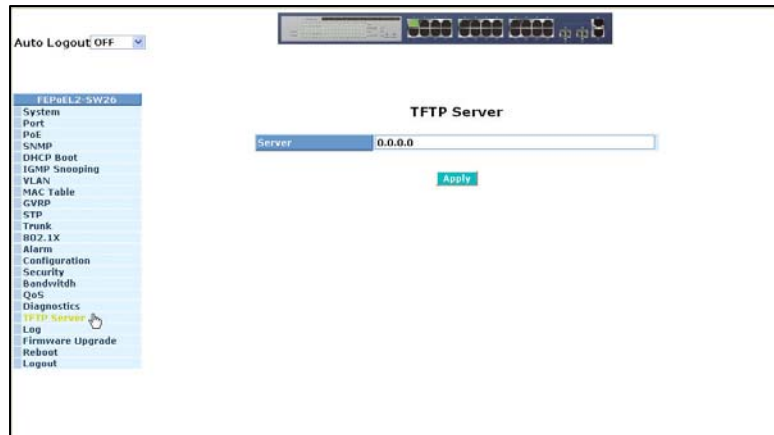 Auto Logout OFF
FEPoEL2-SW26
System
Port
PoE
SNMP
DHCP Boot
IGMP Snooping
VLAN
MAC Table
GVRP
STP
Trunk
802.1X
Alarm
Configuration
Security
Bandwitdh
QoS
Diagnostics
TFTP Server
Log
Firmware Upgrade
Reboot
Logout
TFTP Server
Server 0.0.0.0
Apply